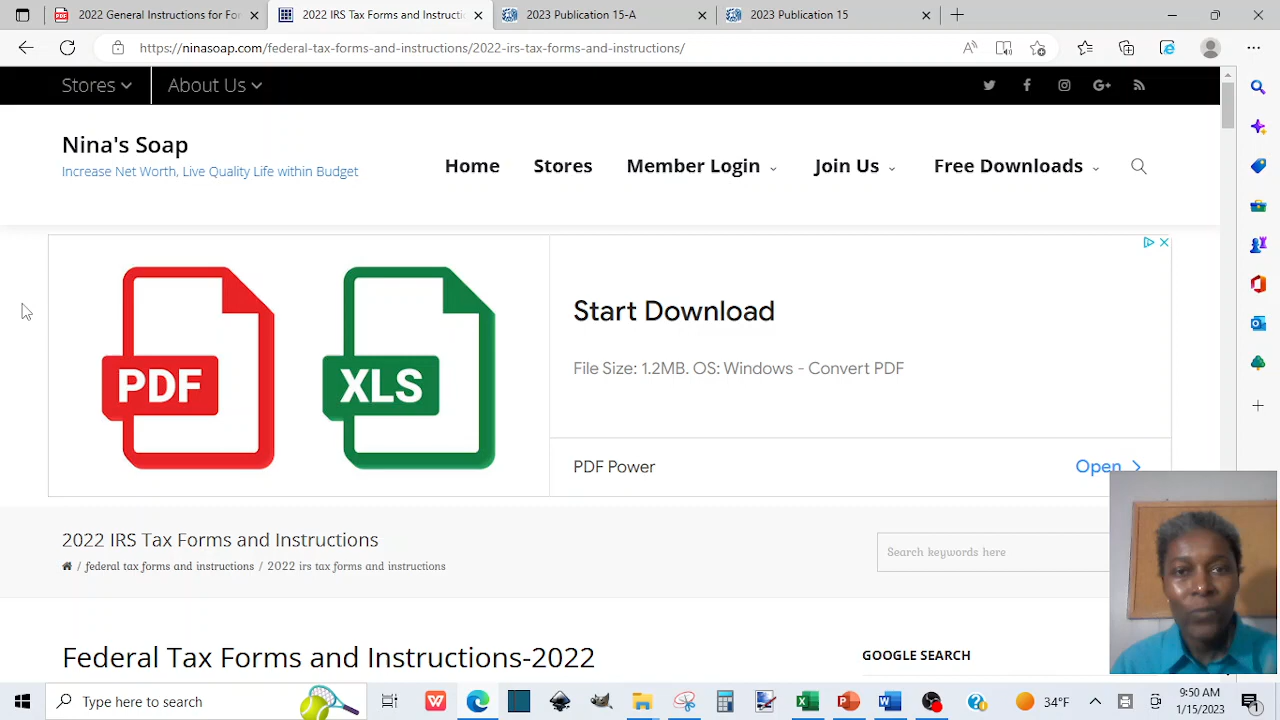 2022 IRS Tax For
2022 IRS Tax Forms and Instruction
2023 Publication 15-A
2023 Publication 15
https://ninasoap.com/federal-tax-forms-and-instructions/2022-irs-tax-forms-and-instructions/
Stores
About Us
Nina's Soap
Increase Net Worth, Live Quality Life within Budget
Home
Stores
Member Login
Join Us
Free Downloads
PDF
XLS
Start Download
File Size: 1.2MB. OS: Windows - Convert PDF
PDF Power
Open
2022 IRS Tax Forms and Instructions
/ federal tax forms and instructions / 2022 irs tax forms and instructions
Search keywords here
Federal Tax Forms and Instructions-2022
GOOGLE SEARCH
Type here to search
34°F
9:50 AM
1/15/2023